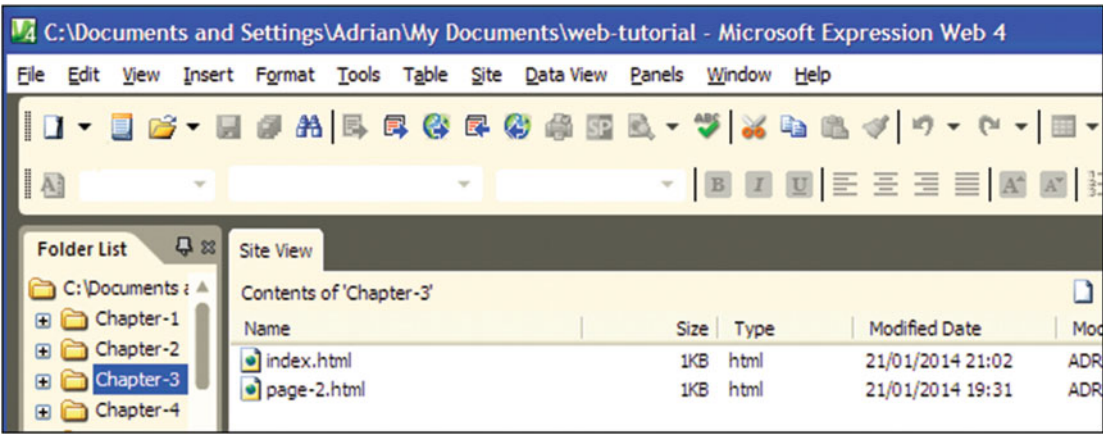 C:\Documents and Settings\Adrian\My Documents\web-tutorial - Microsoft Expression Web 4
File Edit View Insert Format Tools Table Site Data View Panels Window Help
SP ABC
A B I U A A
Folder List Site View
C:\Documents a Contents of 'Chapter-3'
Chapter-1 Name Size Type Modified Date Mod
Chapter-2 index.html 1KB html 21/01/2014 21:02 ADR
Chapter-3 page-2.html 1KB html 21/01/2014 19:31 ADR
Chapter-4